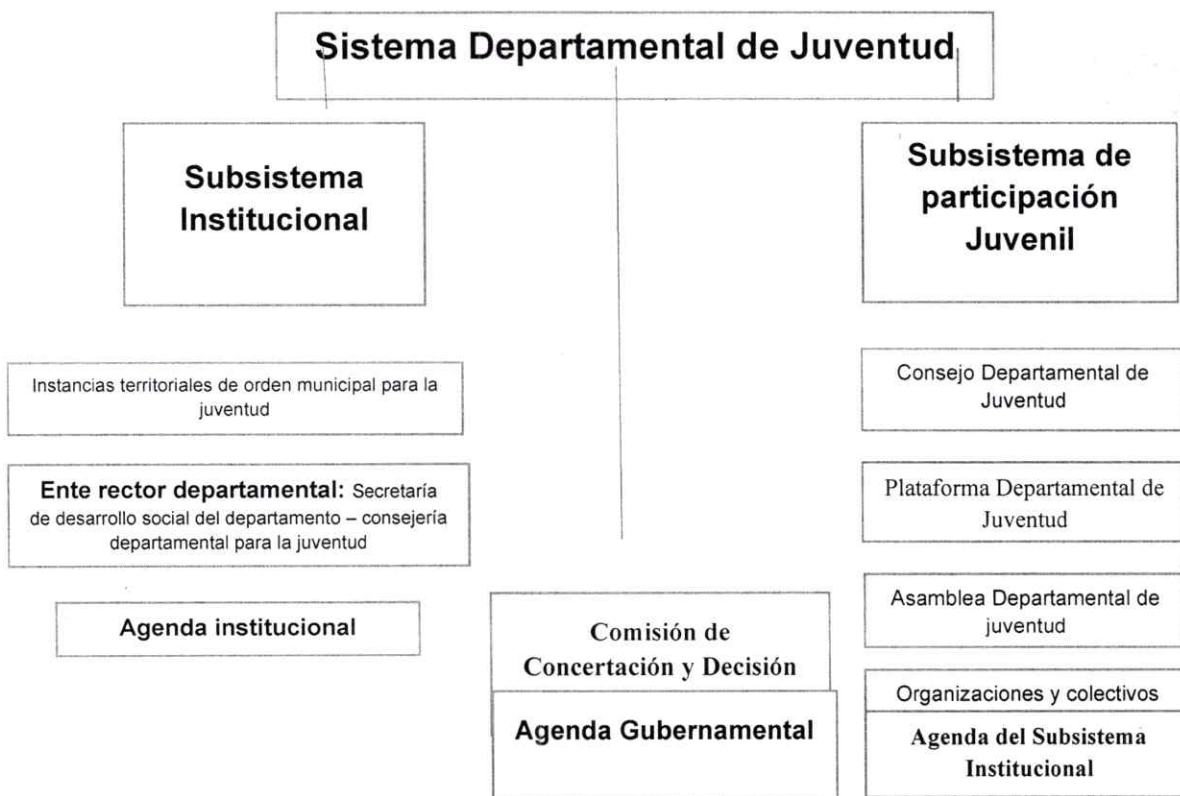 Sistema Departamental de Juventud
Subsistema
Institucional
Instancias territoriales de orden municipal para la
juventud
Ente rector departamental: Secretaría
de desarrollo social del departamento – consejería
departamental para la juventud
Agenda institucional
Comisión de
Concertación y Decisión
Agenda Gubernamental
Subsistema de
participación
Juvenil
Consejo Departamental de
Juventud
Plataforma Departamental de
Juventud
Asamblea Departamental de
juventud
Organizaciones y colectivos
Agenda del Subsistema
Institucional